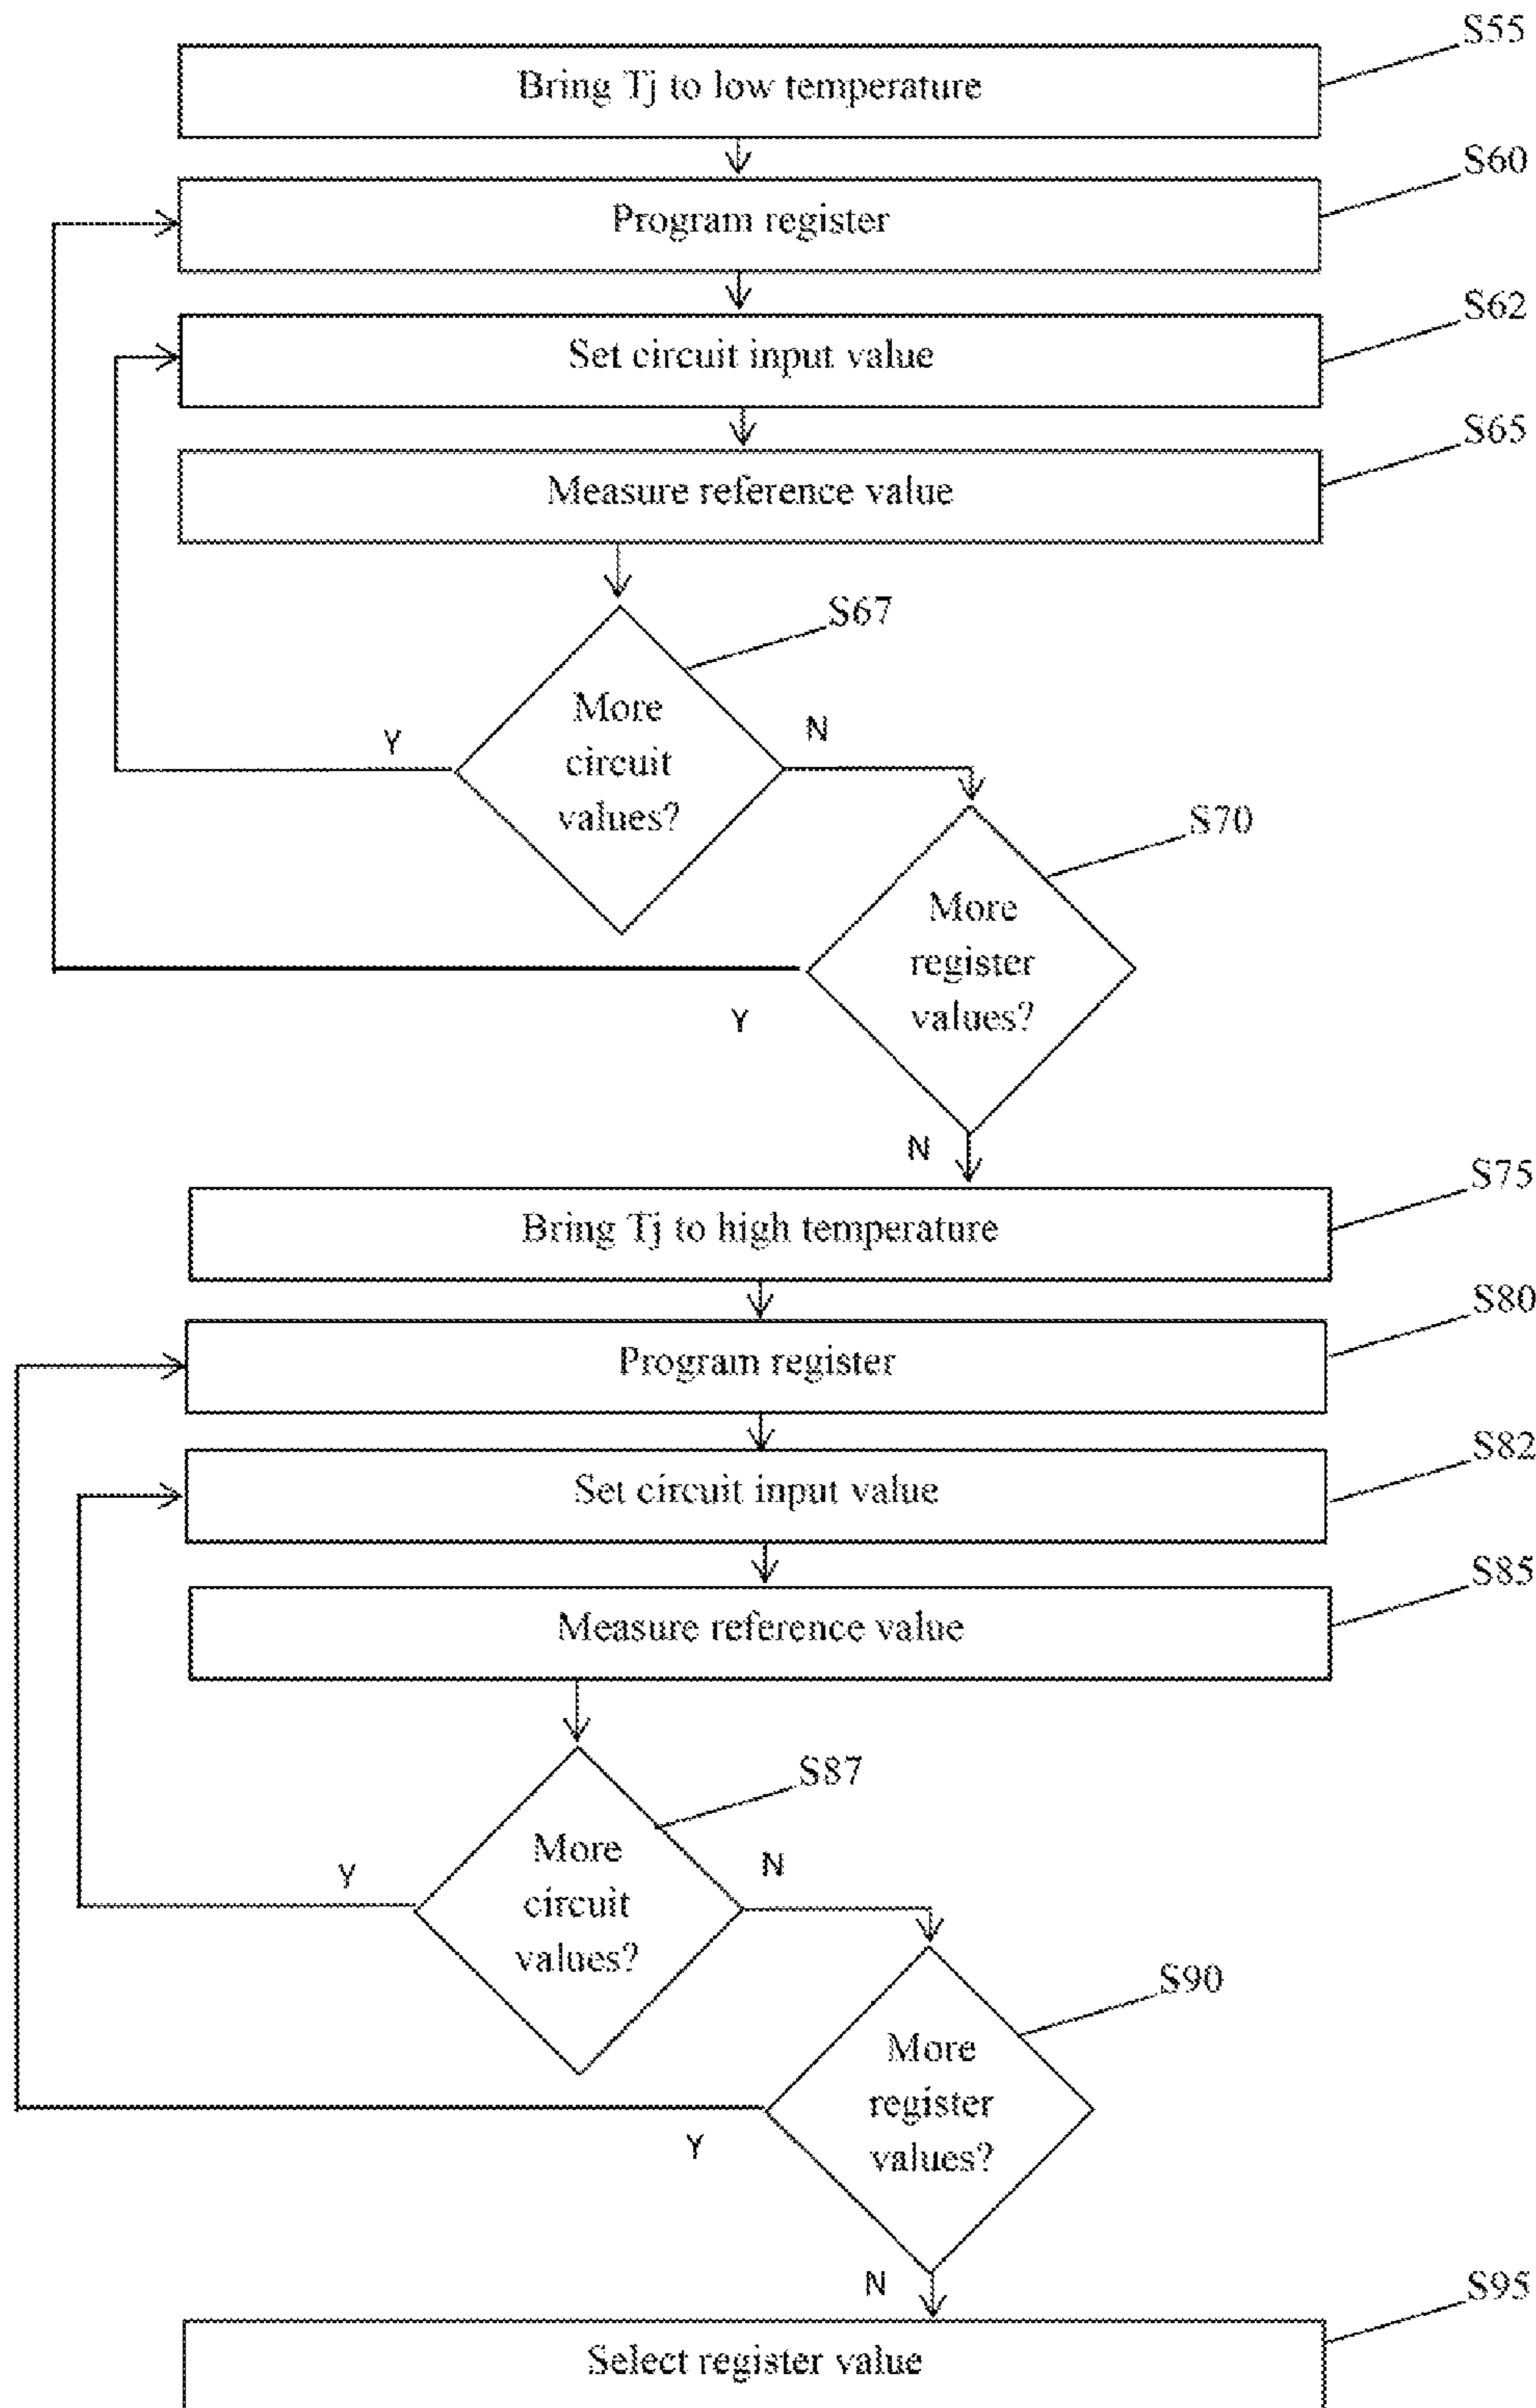 S55
Bring Tj to low temperature
S60
Program register
S62
Set circuit input value
S65
Measure reference value
S67
More
circuit
values?
Y
N
S70
More
register
values?
Y
N
S75
Bring Tj to high temperature
S80
Program register
S82
Set circuit input value
S85
Measure reference value
S87
More
circuit
values?
Y
N
S90
More
register
values?
Y
N
S95
Select register value